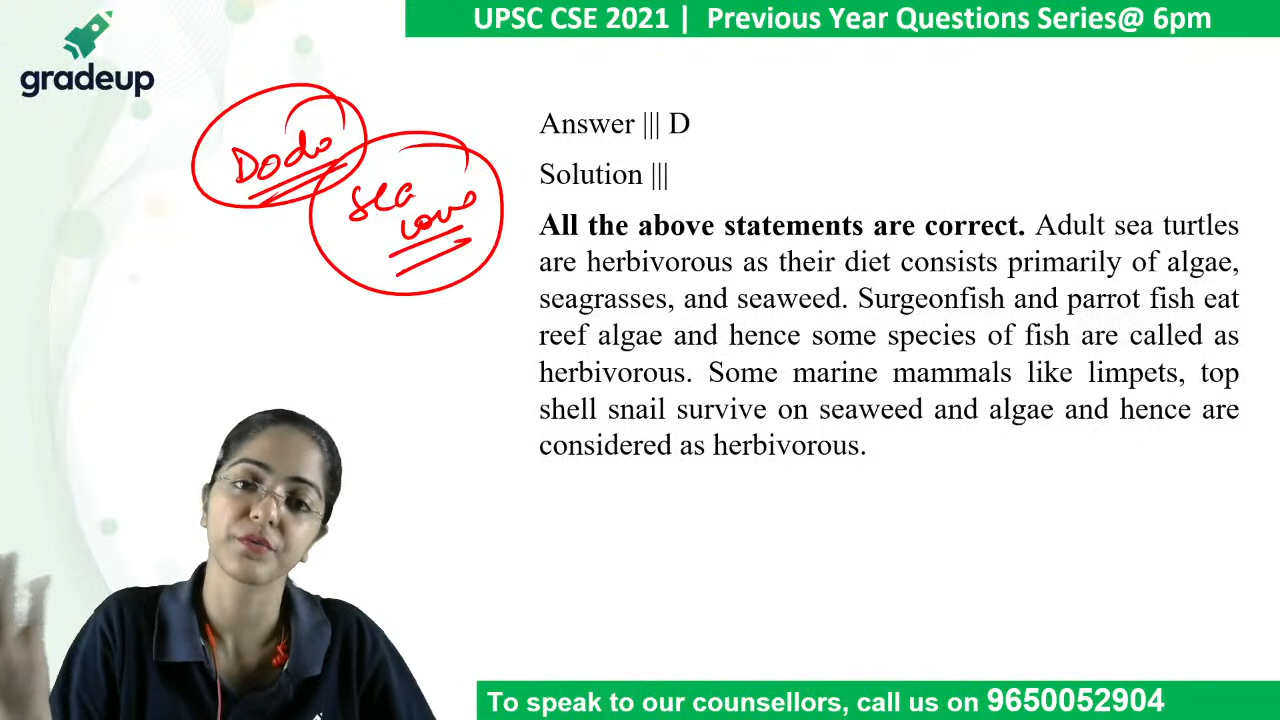 UPSC CSE 2021 | Previous Year Questions Series@ 6pm
gradeup
Dodo
sea
cows
Answer ||| D
Solution |||
All the above statements are correct. Adult sea turtles
are herbivorous as their diet consists primarily of algae,
seagrasses, and seaweed. Surgeonfish and parrot fish eat
reef algae and hence some species of fish are called as
herbivorous. Some marine mammals like limpets, top
shell snail survive on seaweed and algae and hence are
considered as herbivorous.
To speak to our counsellors, call us on 9650052904